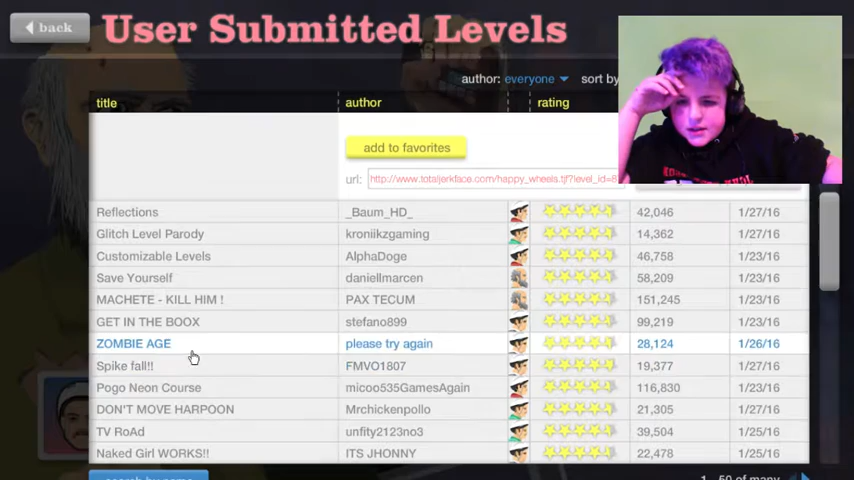 back
User Submitted Levels
author: everyone sort by
title author rating
add to favorites
url: http://www.totaljerkface.com/happy_wheels.tjf?level_id=8
Reflections _Baum_HD_ 42,046 1/27/16
Glitch Level Parody kroniikzgaming 14,362 1/27/16
Customizable Levels AlphaDoge 46,758 1/23/16
Save Yourself daniellmarcen 58,209 1/23/16
MACHETE - KILL HIM ! PAX TECUM 151,245 1/23/16
GET IN THE BOOX stefano899 99,219 1/23/16
ZOMBIE AGE please try again 28,124 1/26/16
Spike fall!! FMVO1807 19,377 1/27/16
Pogo Neon Course micoo535GamesAgain 116,830 1/23/16
DON'T MOVE HARPOON Mrchickenpollo 21,305 1/27/16
TV RoAd unfity2123no3 39,504 1/25/16
Naked Girl WORKS!! ITS JHONNY 22,478 1/25/16
search by name 1 - 50 of many